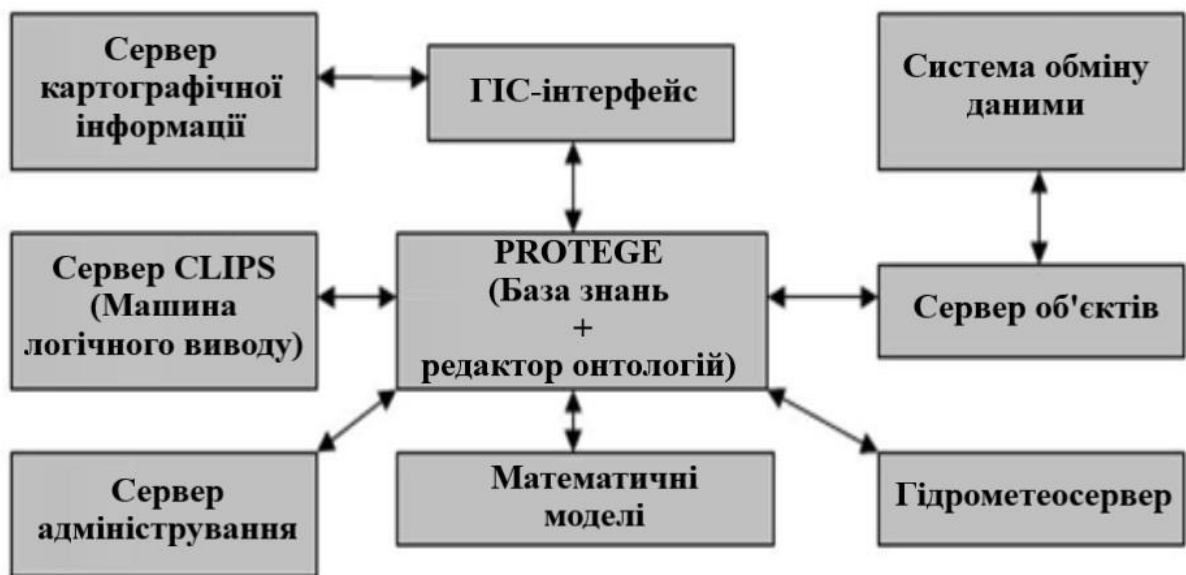 Сервер
картографічної
інформації
ГІС-інтерфейс
Система обміну
даними
Сервер CLIPS
(Машина
логічного виводу)
PROTEGE
(База знань
+
редактор онтологій)
Сервер об'єктів
Сервер
адміністрування
Математичні
моделі
Гідрометеосервер